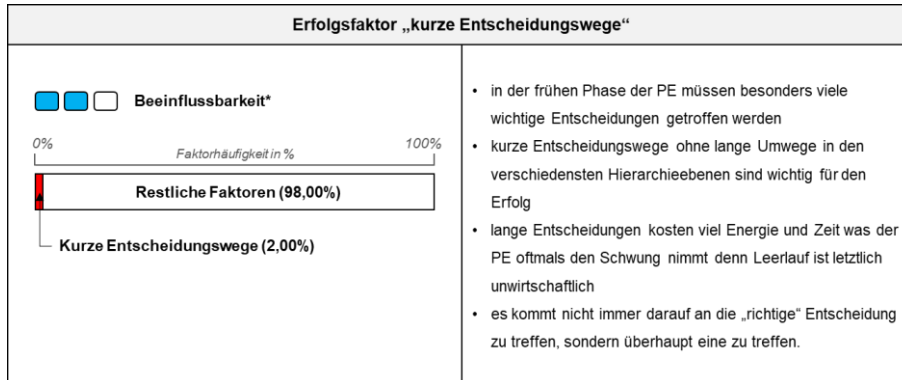 Erfolgsfaktor „kurze Entscheidungswege“
Beeinflussbarkeit*
0%
Faktorhäufigkeit in %
100%
Restliche Faktoren (98,00%)
Kurze Entscheidungswege (2,00%)
• in der frühen Phase der PE müssen besonders viele
wichtige Entscheidungen getroffen werden
• kurze Entscheidungswege ohne lange Umwege in den
verschiedensten Hierarchieebenen sind wichtig für den
Erfolg
• lange Entscheidungen kosten viel Energie und Zeit was der
PE oftmals den Schwung nimmt denn Leerlauf ist letztlich
unwirtschaftlich
• es kommt nicht immer darauf an die „richtige“ Entscheidung
zu treffen, sondern überhaupt eine zu treffen.